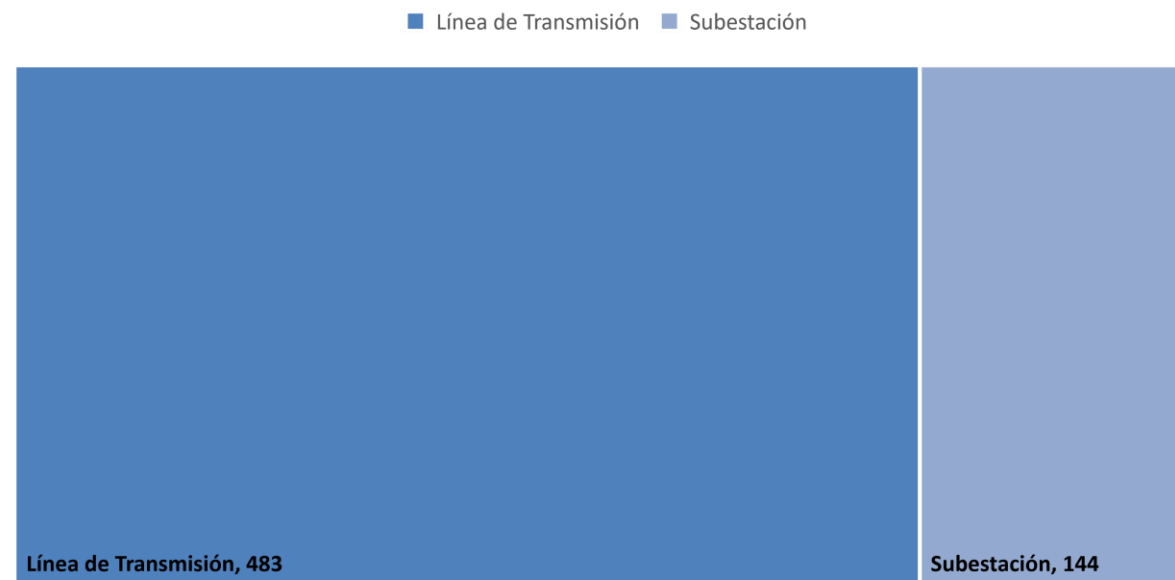 Línea de Transmisión Subestación
Línea de Transmisión, 483
Subestación, 144